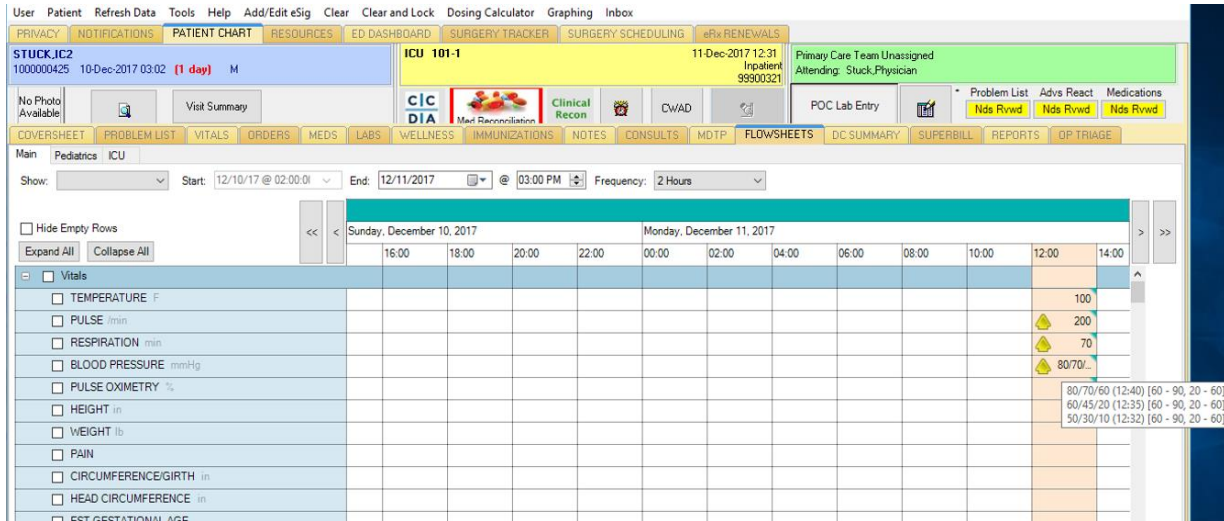 User Patient Refresh Data Tools Help Add/Edit eSig Clear Clear and Lock Dosing Calculator Graphing Inbox
PRIVACY NOTIFICATIONS PATIENT CHART RESOURCES ED DASHBOARD SURGERY TRACKER SURGERY SCHEDULING eRx RENEWALS
STUCK,IC2 ICU 101-1 11-Dec-2017 12:31 Primary Care Team Unassigned
1000000425 10-Dec-2017 03:02 (1 day) M Inpatient Attending: Stuck,Physician
99900321
No Photo Available Visit Summary C|C D|A Med Reconciliation Clinical Recon CWAD POC Lab Entry * Problem List Advs React Medications
Nds Rvwd Nds Rvwd Nds Rvwd
COVERSHEET PROBLEM LIST VITALS ORDERS MEDS LABS WELLNESS IMMUNIZATIONS NOTES CONSULTS MDTP FLOWSHEETS DC SUMMARY SUPERBILL REPORTS OP TRIAGE
Main Pediatrics ICU
Show: Start: 12/10/17 @ 02:00:0 End: 12/11/2017 @ 03:00 PM Frequency: 2 Hours
Hide Empty Rows << < Sunday, December 10, 2017 Monday, December 11, 2017 > >>
Expand All Collapse All 16:00 18:00 20:00 22:00 00:00 02:00 04:00 06:00 08:00 10:00 12:00 14:00
Vitals
TEMPERATURE F 100
PULSE /min 200
RESPIRATION min 70
BLOOD PRESSURE mmHg 80/70/...
PULSE OXIMETRY %
80/70/60 (12:40) [60 - 90, 20 - 60]
HEIGHT in 60/45/20 (12:35) [60 - 90, 20 - 60]
50/30/10 (12:32) [60 - 90, 20 - 60]
WEIGHT lb
PAIN
CIRCUMFERENCE/GIRTH in
HEAD CIRCUMFERENCE in
EST GESTATIONAL AGE